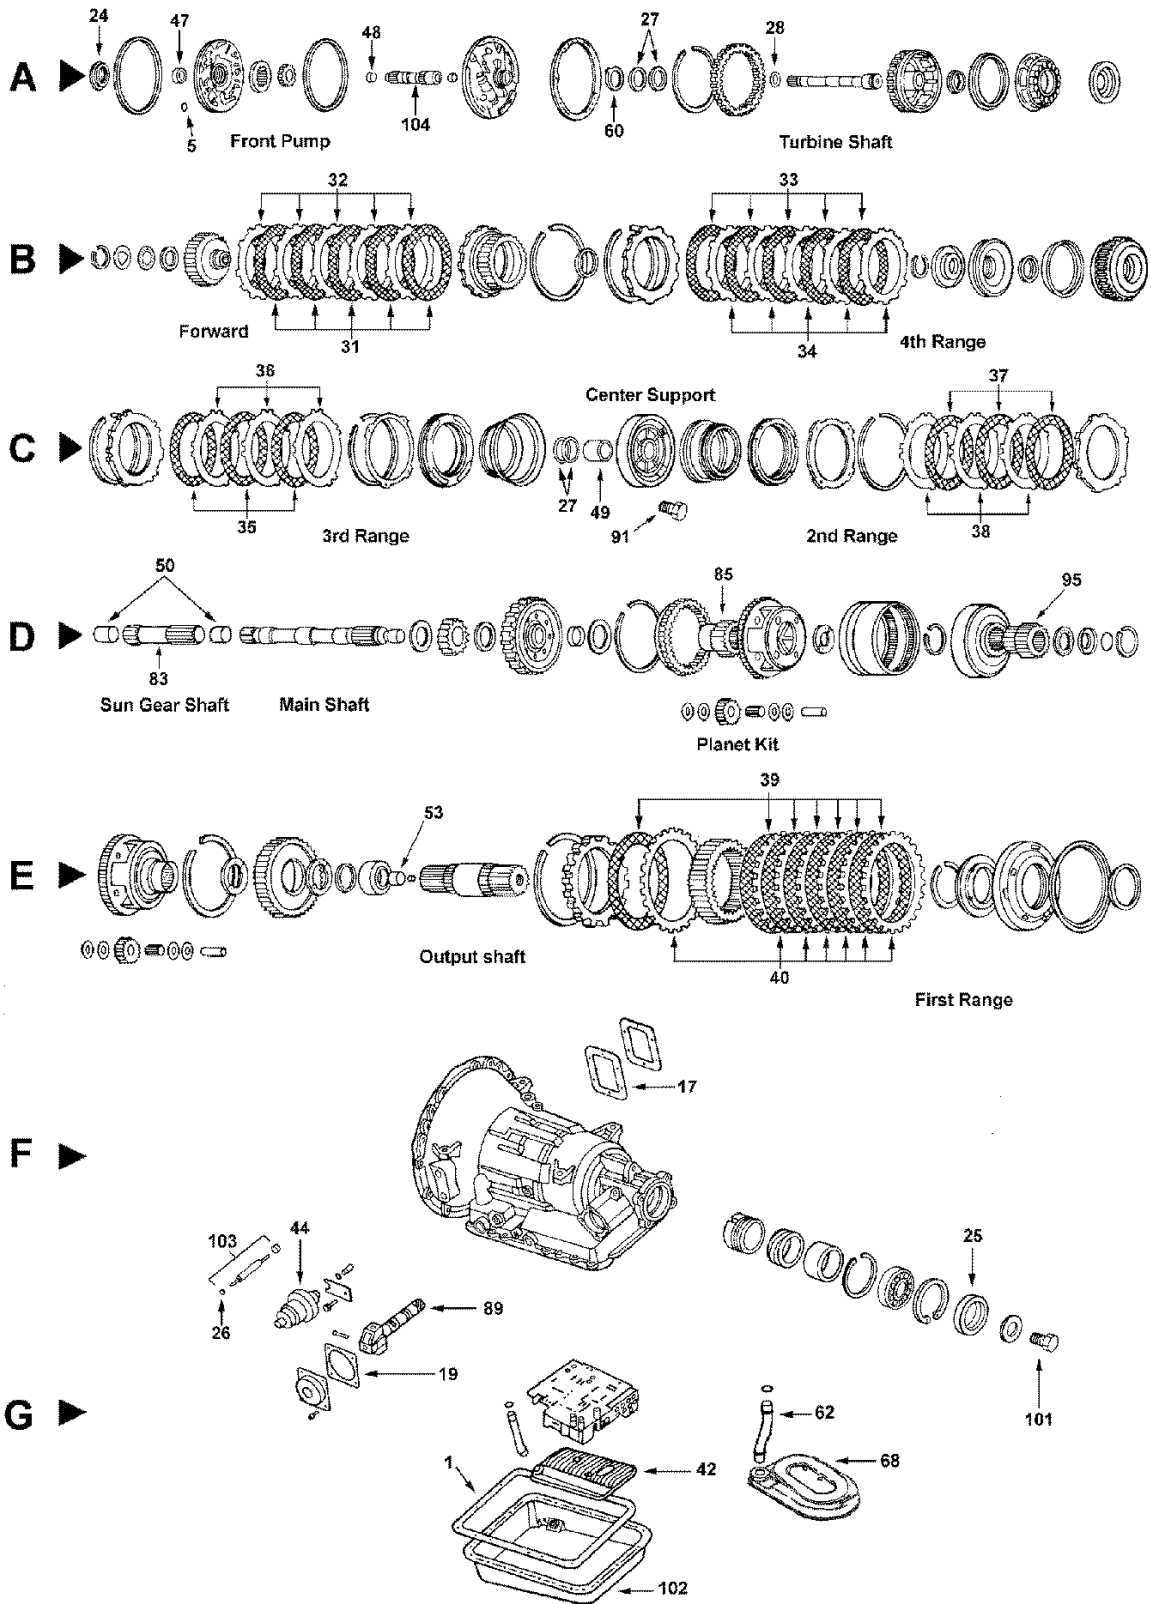 24
47
48
27
28
A
5
Front Pump
104
60
Turbine Shaft
32
33
B
Forward
31
34
4th Range
36
Center Support
37
C
35
3rd Range
27
49
91
2nd Range
38
50
85
95
D
83
Sun Gear Shaft
Main Shaft
Planet Kit
39
53
E
Output shaft
40
First Range
17
F
103
44
25
26
89
19
101
G
62
1
42
68
102